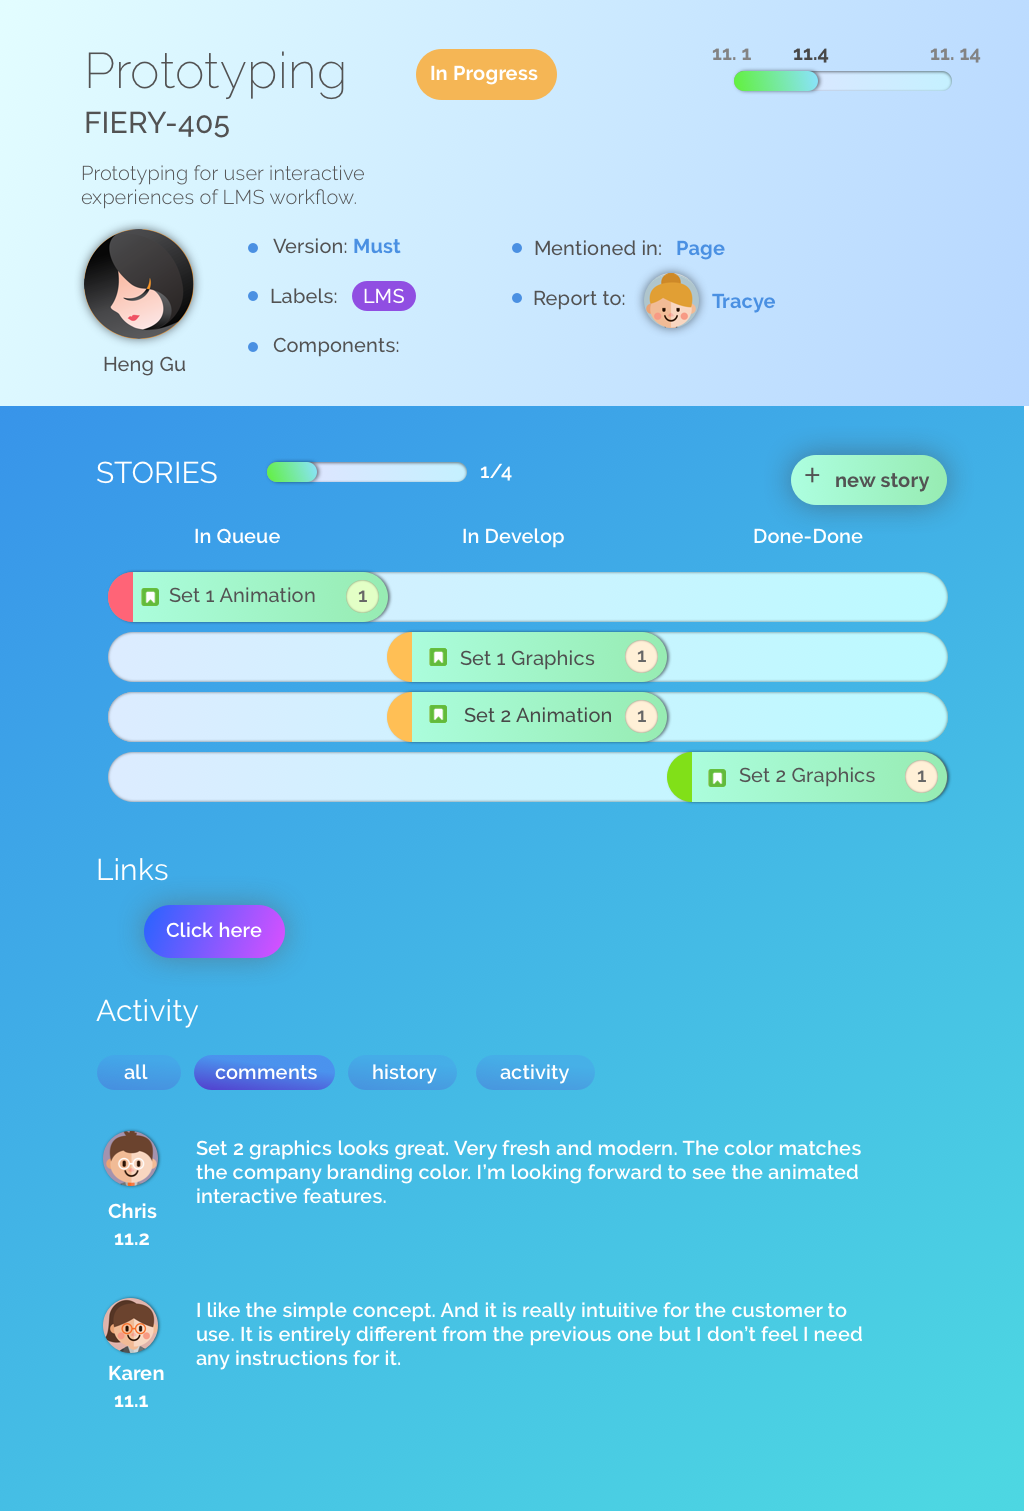 Prototyping
In Progress
11. 1 11.4 11. 14
FIERY-405
Prototyping for user interactive
experiences of LMS workflow.
Version: Must
Mentioned in: Page
Labels: LMS
Report to: Tracye
Components:
Heng Gu
STORIES 1/4
+ new story
In Queue In Develop Done-Done
Set 1 Animation 1
Set 1 Graphics 1
Set 2 Animation 1
Set 2 Graphics 1
Links
Click here
Activity
all comments history activity
Set 2 graphics looks great. Very fresh and modern. The color matches
the company branding color. I'm looking forward to see the animated
interactive features.
Chris
11.2
I like the simple concept. And it is really intuitive for the customer to
use. It is entirely different from the previous one but I don't feel I need
any instructions for it.
Karen
11.1